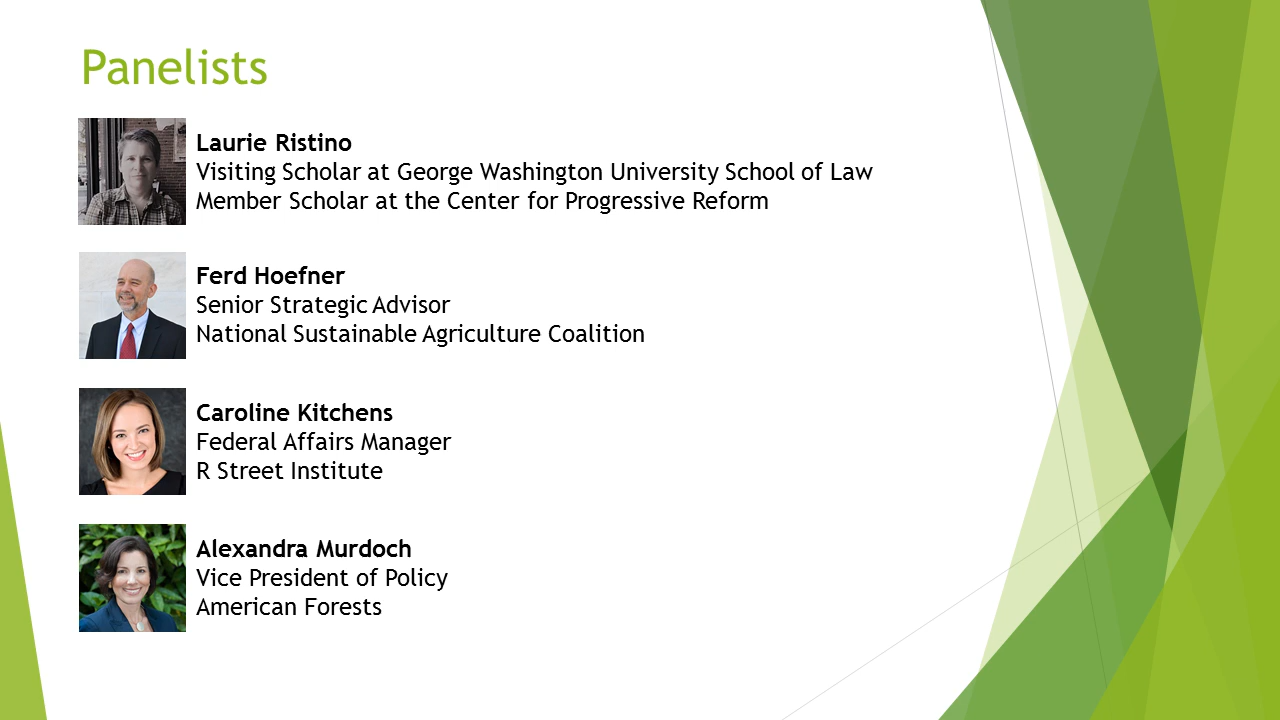 Panelists
Laurie Ristino
Visiting Scholar at George Washington University School of Law
Member Scholar at the Center for Progressive Reform
Ferd Hoefner
Senior Strategic Advisor
National Sustainable Agriculture Coalition
Caroline Kitchens
Federal Affairs Manager
R Street Institute
Alexandra Murdoch
Vice President of Policy
American Forests